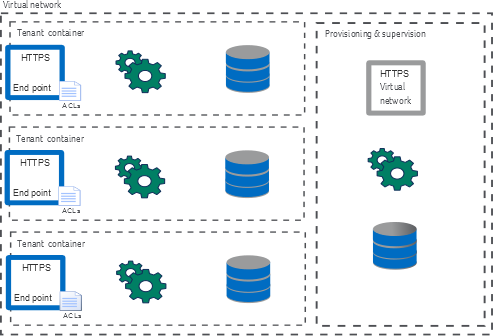 Virtual network
Tenant container
HTTPS
End point
ACLs
Tenant container
HTTPS
End point
ACLs
Tenant container
HTTPS
End point
ACLs
Provisioning & supervision
HTTPS
Virtual
network